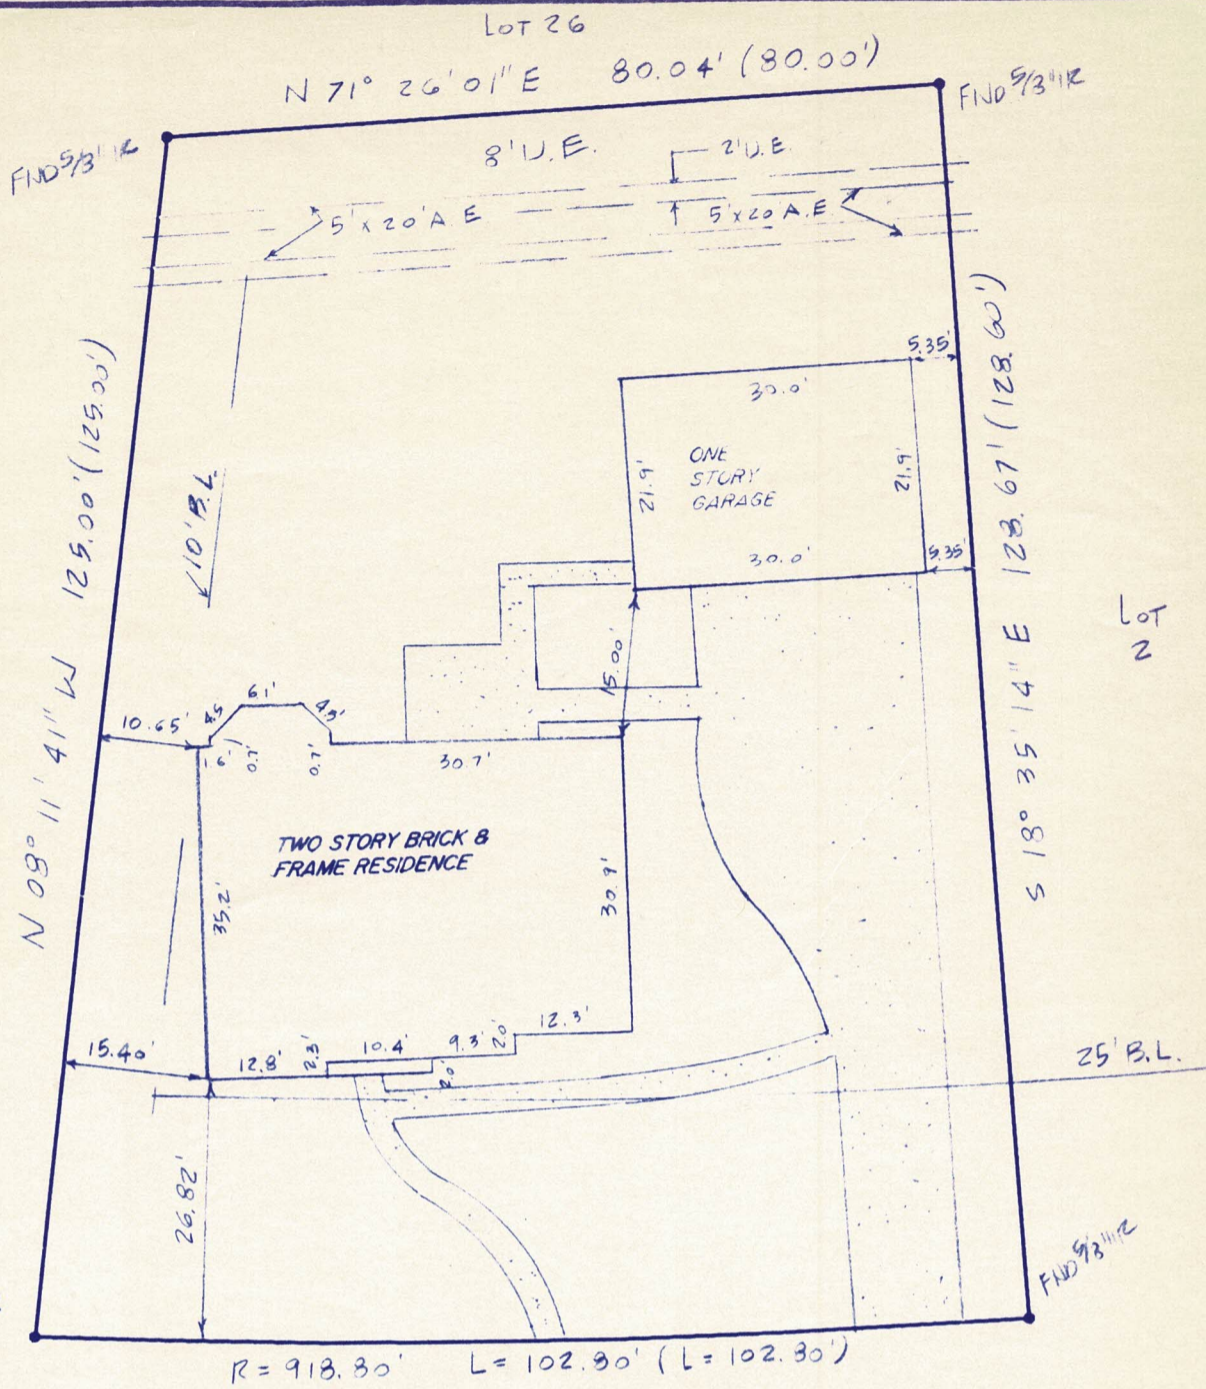 LOT 26
N 71° 26' 01" E 80.04' (80.00')
FND 5/3" IR
FND 5/3" IR
8' U.E.
2' U.E.
5' x 20' A.E
5' x 20' A.E
N 08° 11' 41" W 125.00' (125.00')
10' B.L.
5.35'
30.0'
21.9'
ONE
STORY
GARAGE
21.9'
30.0'
5.35'
S 18° 35' 14" E 128.67' (128.60')
LOT
2
15.00'
10.65'
4.5
6.1'
4.5'
1.6'
0.7'
0.7'
30.7'
TWO STORY BRICK &
FRAME RESIDENCE
35.2'
30.9'
15.40'
12.8'
2.3'
10.4'
9.3'
2.0'
12.3'
2.0'
25' B.L.
26.82'
FND 5/3" IR
R = 918.80' L = 102.80' (L = 102.80')